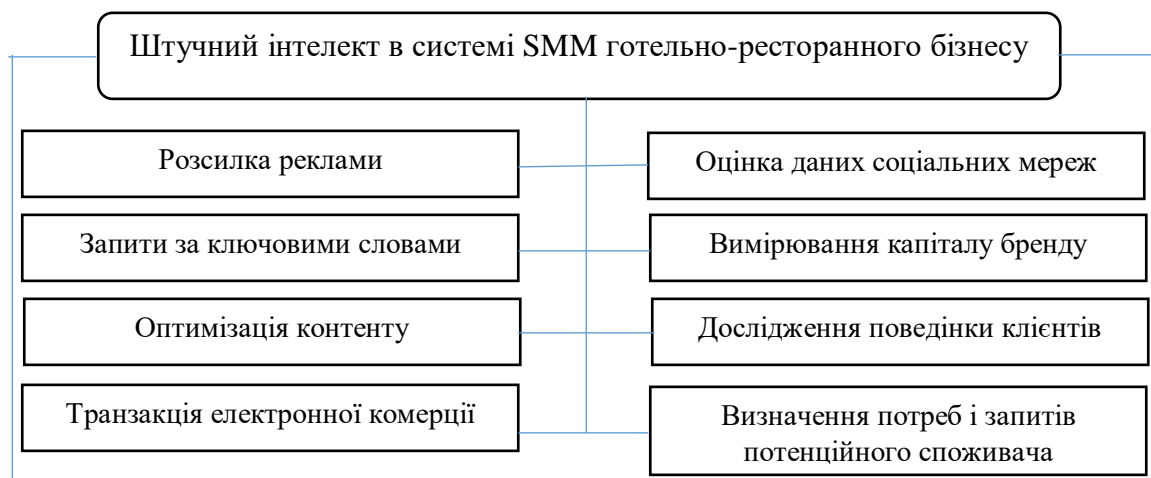 Штучний інтелект в системі SMM готельно-ресторанного бізнесу
Розсилка реклами
Оцінка даних соціальних мереж
Запити за ключовими словами
Вимірювання капіталу бренду
Оптимізація контенту
Дослідження поведінки клієнтів
Транзакція електронної комерції
Визначення потреб і запитів
потенційного споживача